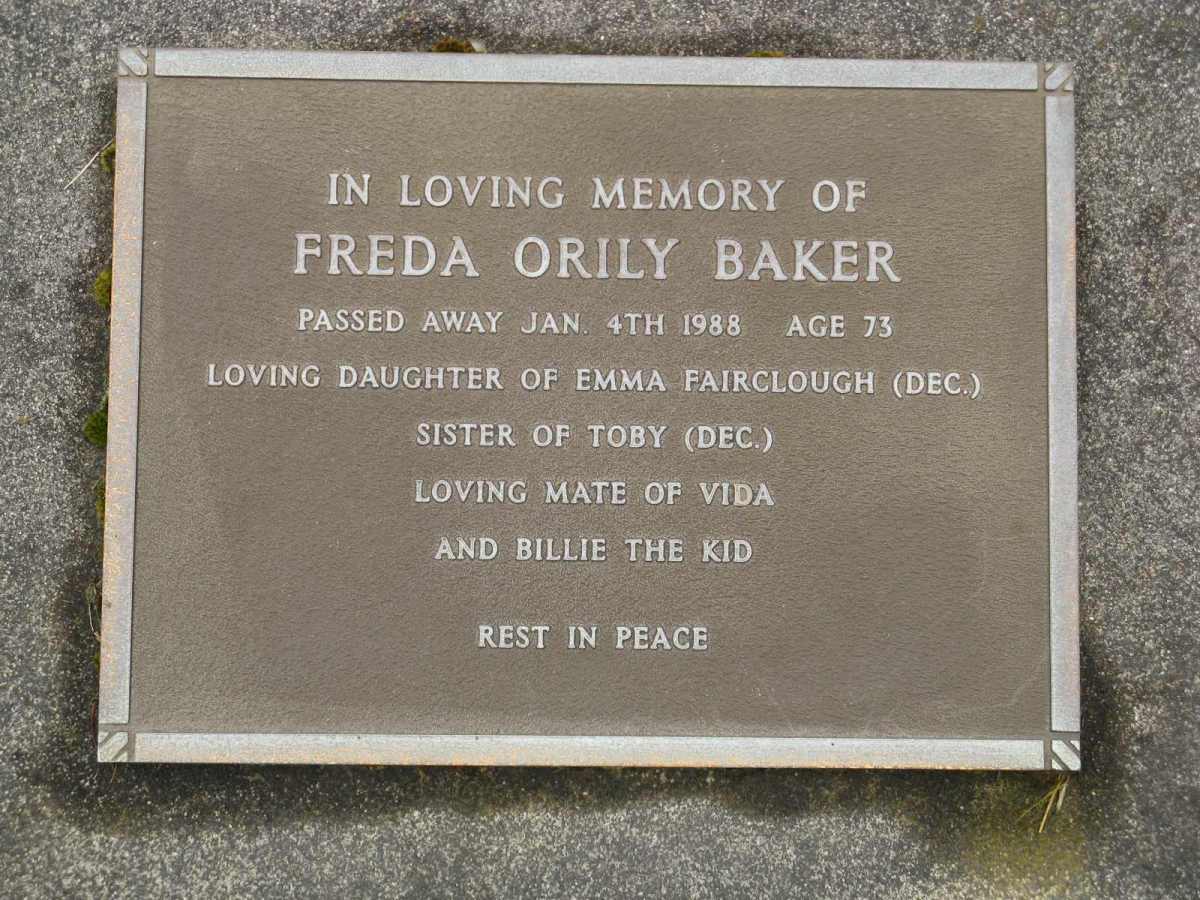 IN LOVING MEMORY OF
FREDA ORILY BAKER
PASSED AWAY JAN. 4TH 1988 AGE 73
LOVING DAUGHTER OF EMMA FAIRCLOUGH (DEC.)
SISTER OF TOBY (DEC.)
LOVING MATE OF VIDA
AND BILLIE THE KID
REST IN PEACE